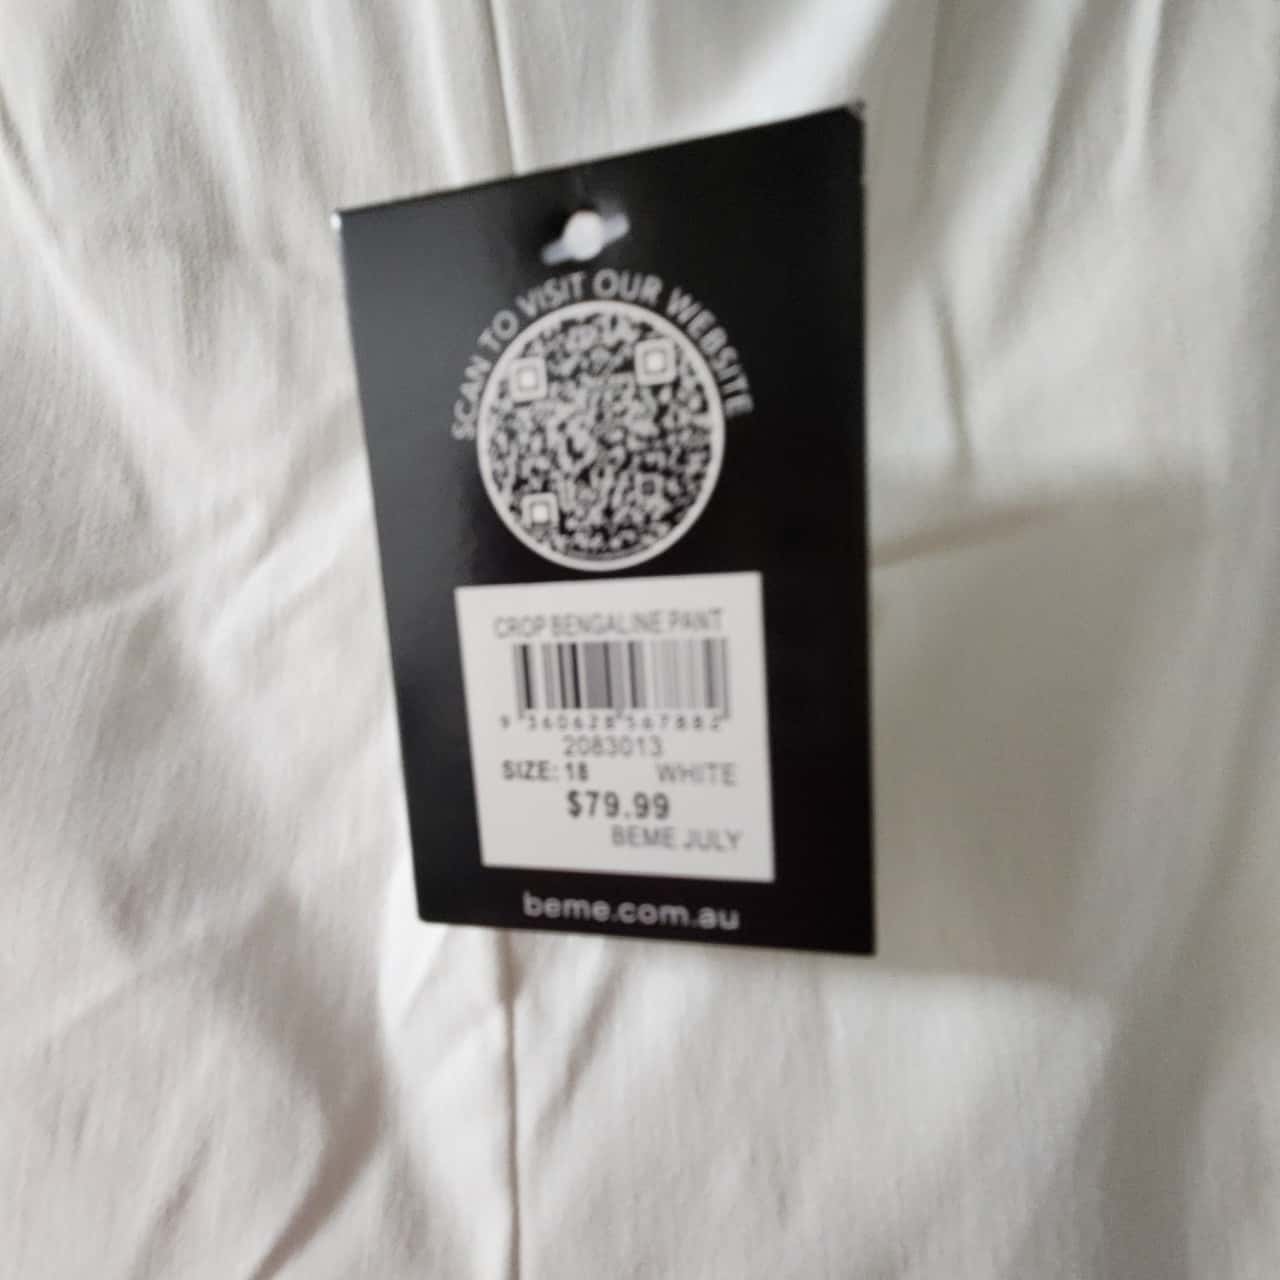 SCAN TO VISIT OUR WEBSITE
CROP BENGALINE PANT
9 360628 567882
2083013
SIZE: 18 WHITE
$79.99
BEME JULY
beme.com.au